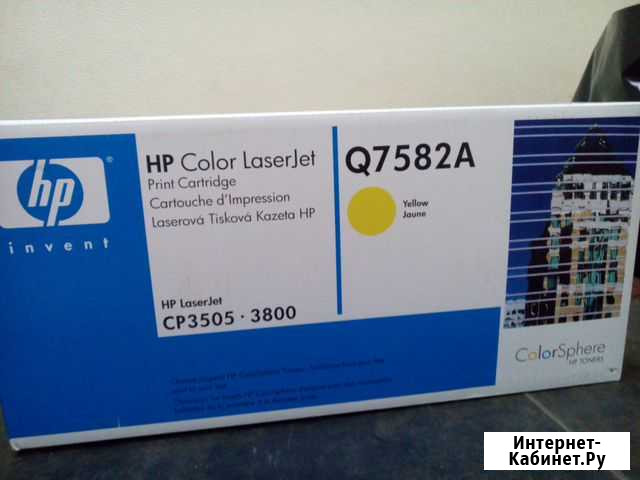 hp
®
invent
HP Color LaserJet
Print Cartridge
Cartouche d'Impression
Laserová Tisková Kazeta HP
HP LaserJet
CP3505 · 3800
Q7582A
Yellow
Jaune
ColorSphere
HP TONERS
Интернет-
Кабинет.Ру